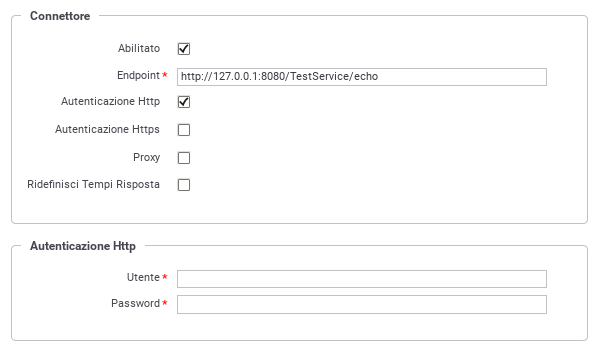 Connettore
Abilitato
Endpoint * http://127.0.0.1:8080/TestService/echo
Autenticazione Http
Autenticazione Https
Proxy
Ridefinisci Tempi Risposta
Autenticazione Http
Utente *
Password *